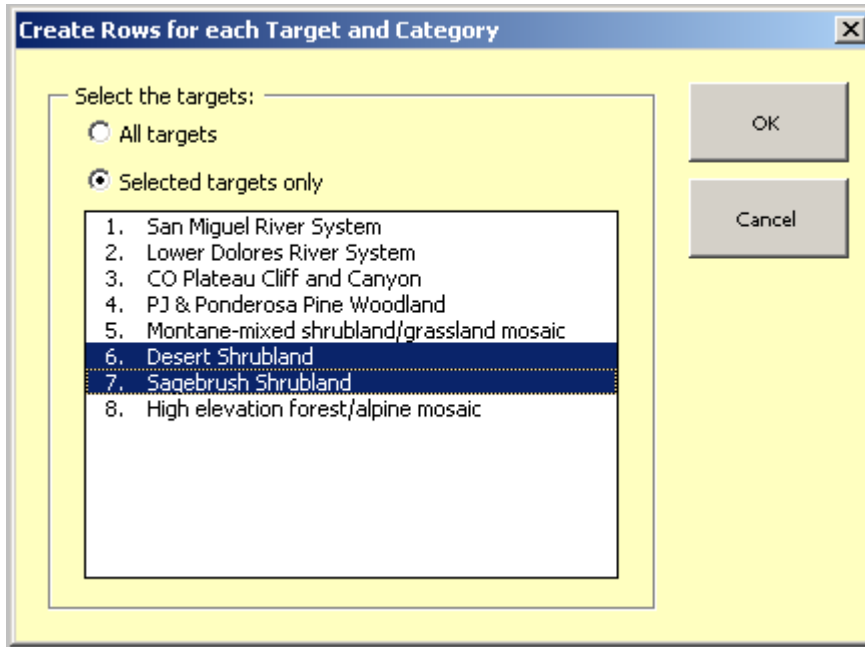 Create Rows for each Target and Category
Select the targets:
All targets
Selected targets only
1. San Miguel River System
2. Lower Dolores River System
3. CO Plateau Cliff and Canyon
4. PJ & Ponderosa Pine Woodland
5. Montane-mixed shrubland/grassland mosaic
6. Desert Shrubland
7. Sagebrush Shrubland
8. High elevation forest/alpine mosaic
OK
Cancel